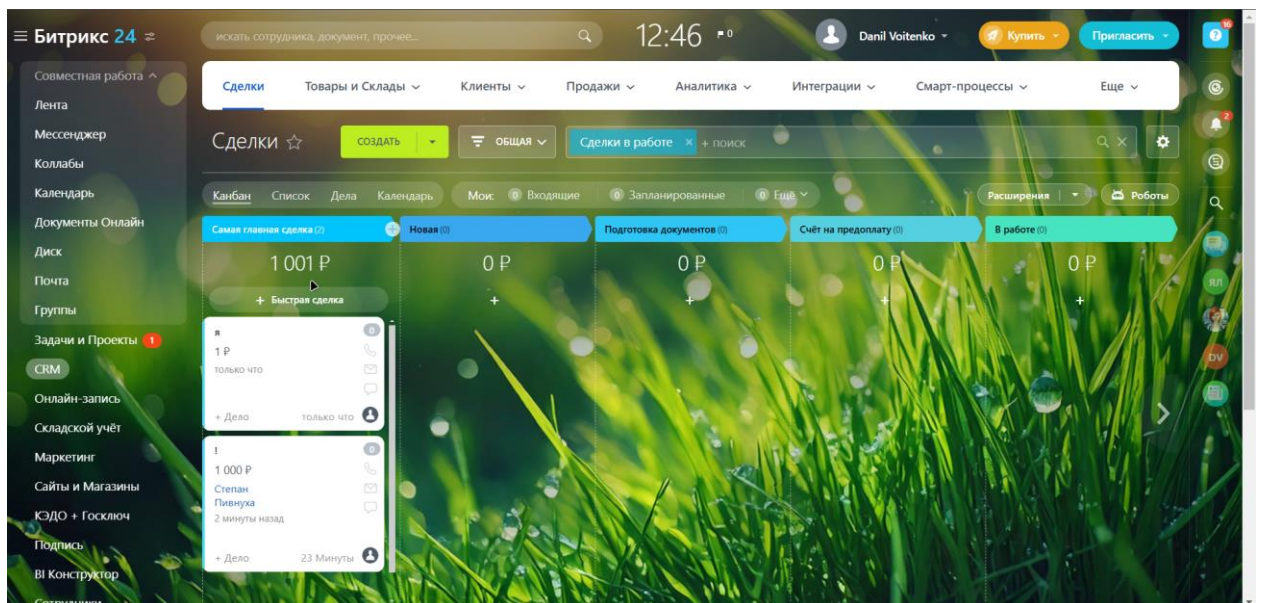 Битрикс 24
искать сотрудника, документ, прочее...
12:46 0
Danil Voitenko
Купить
Пригласить
16
Совместная работа
Лента
Мессенджер
Коллабы
Календарь
Документы Онлайн
Диск
Почта
Группы
Задачи и Проекты 1
CRM
Онлайн-запись
Складской учёт
Маркетинг
Сайты и Магазины
КЭДО + Госключ
Подпись
BI Конструктор
Сотрудники
Сделки Товары и Склады Клиенты Продажи Аналитика Интеграции Смарт-процессы Еще
Сделки
СОЗДАТЬ
ОБЩАЯ
Сделки в работе × + поиск
Канбан Список Дела Календарь
Мои: 0 Входящие 0 Запланированные 0 Ещё
Расширения
Роботы
Самая главная сделка (2)
Новая (0)
Подготовка документов (0)
Счёт на предоплату (0)
В работе (0)
1 001 ₽
0 ₽
0 ₽
0 ₽
0 ₽
+ Быстрая сделка
+
+
+
+
я
0
1 ₽
только что
+ Дело только что
!
0
1 000 ₽
Степан
Пивнуха
2 минуты назад
+ Дело 23 Минуты
2
ЯЛ
DV